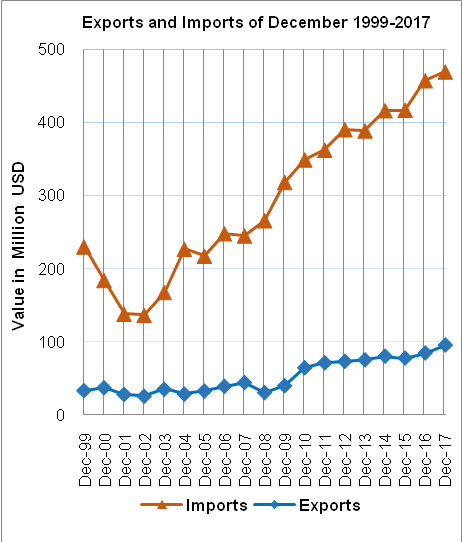 Exports and Imports of December 1999-2017
Value in Million USD
500
400
300
200
100
0
Dec-99
Dec-00
Dec-01
Dec-02
Dec-03
Dec-04
Dec-05
Dec-06
Dec-07
Dec-08
Dec-09
Dec-10
Dec-11
Dec-12
Dec-13
Dec-14
Dec-15
Dec-16
Dec-17
Imports Exports